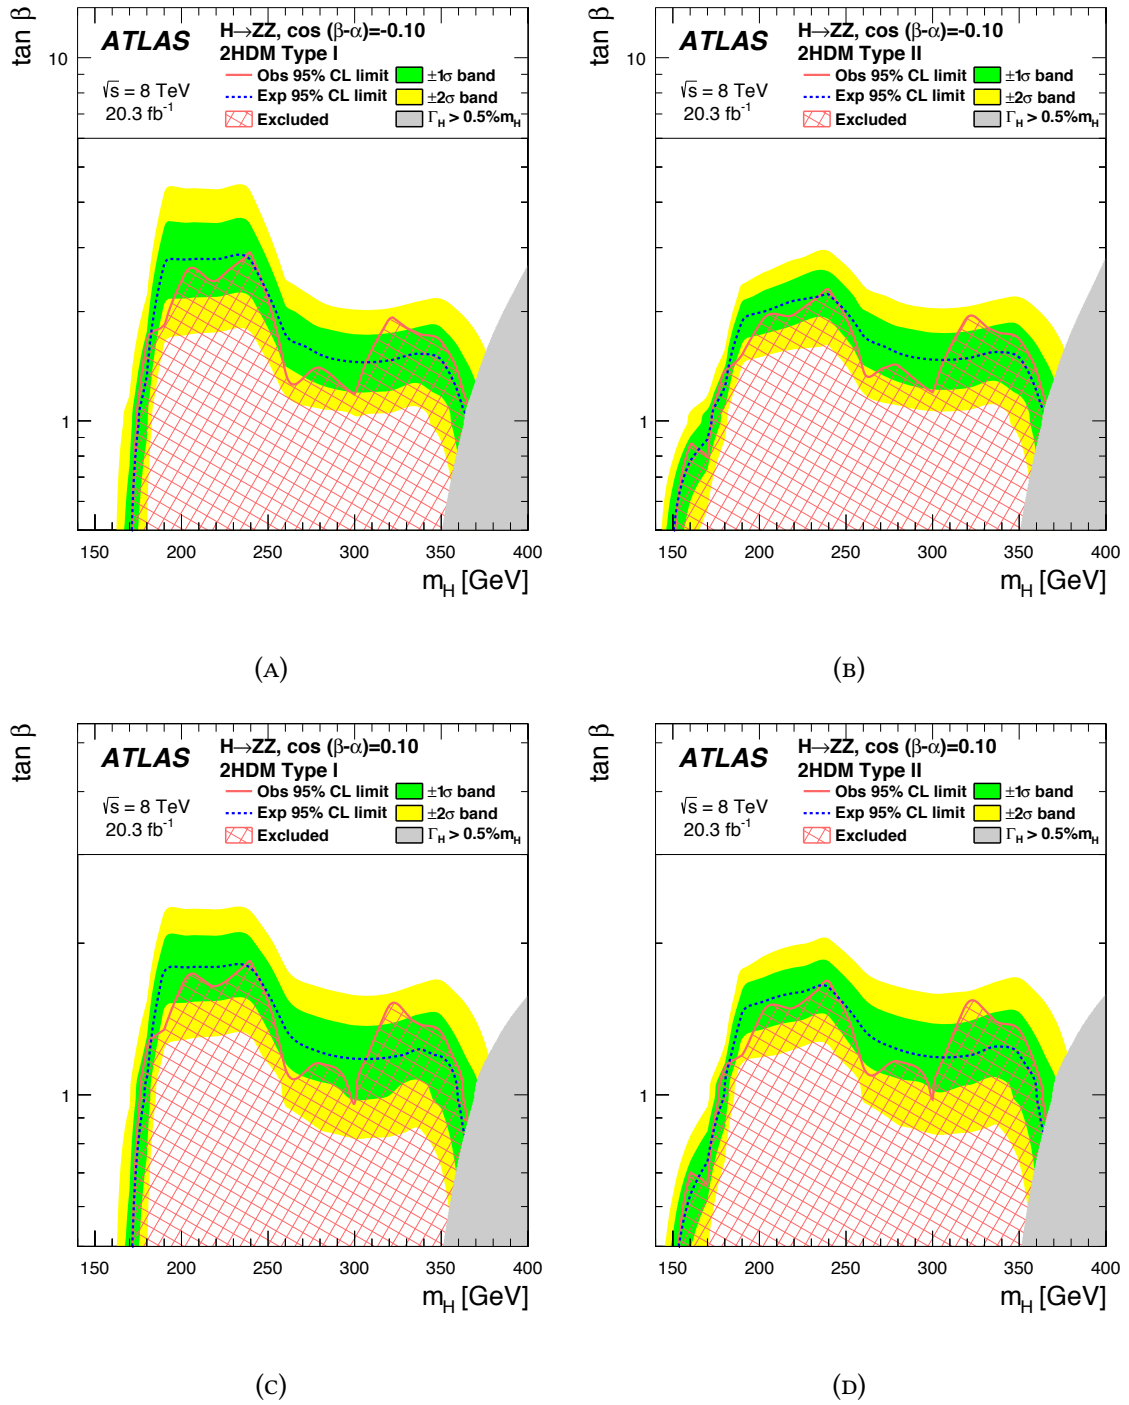 tan β
ATLAS
H→ZZ, cos (β-α)=-0.10
2HDM Type I
Obs 95% CL limit
±1σ band
√s = 8 TeV
Exp 95% CL limit
±2σ band
20.3 fb⁻¹
Excluded
Γ_H > 0.5%m_H
10
1
150 200 250 300 350 400
m_H [GeV]
(A)
tan β
ATLAS
H→ZZ, cos (β-α)=-0.10
2HDM Type II
Obs 95% CL limit
±1σ band
√s = 8 TeV
Exp 95% CL limit
±2σ band
20.3 fb⁻¹
Excluded
Γ_H > 0.5%m_H
10
1
150 200 250 300 350 400
m_H [GeV]
(B)
tan β
ATLAS
H→ZZ, cos (β-α)=0.10
2HDM Type I
Obs 95% CL limit
±1σ band
√s = 8 TeV
Exp 95% CL limit
±2σ band
20.3 fb⁻¹
Excluded
Γ_H > 0.5%m_H
1
150 200 250 300 350 400
m_H [GeV]
(C)
tan β
ATLAS
H→ZZ, cos (β-α)=0.10
2HDM Type II
Obs 95% CL limit
±1σ band
√s = 8 TeV
Exp 95% CL limit
±2σ band
20.3 fb⁻¹
Excluded
Γ_H > 0.5%m_H
1
150 200 250 300 350 400
m_H [GeV]
(D)